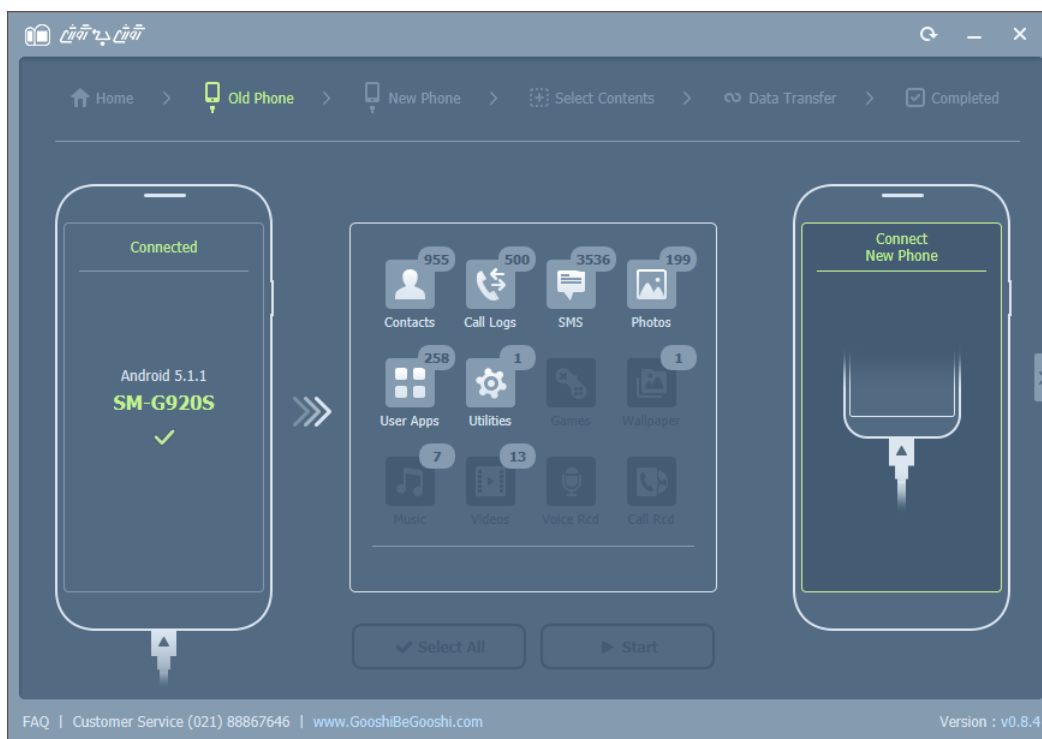 گوشی به گوشی
Home > Old Phone > New Phone > Select Contents > Data Transfer > Completed
Connected
Android 5.1.1
SM-G920S
955 500 3536 199
Contacts Call Logs SMS Photos
258 1 1
User Apps Utilities Games Wallpaper
7 13
Music Videos Voice Rcd Call Rcd
Select All Start
Connect
New Phone
FAQ | Customer Service (021) 88867646 | www.GooshiBeGooshi.com Version : v0.8.4